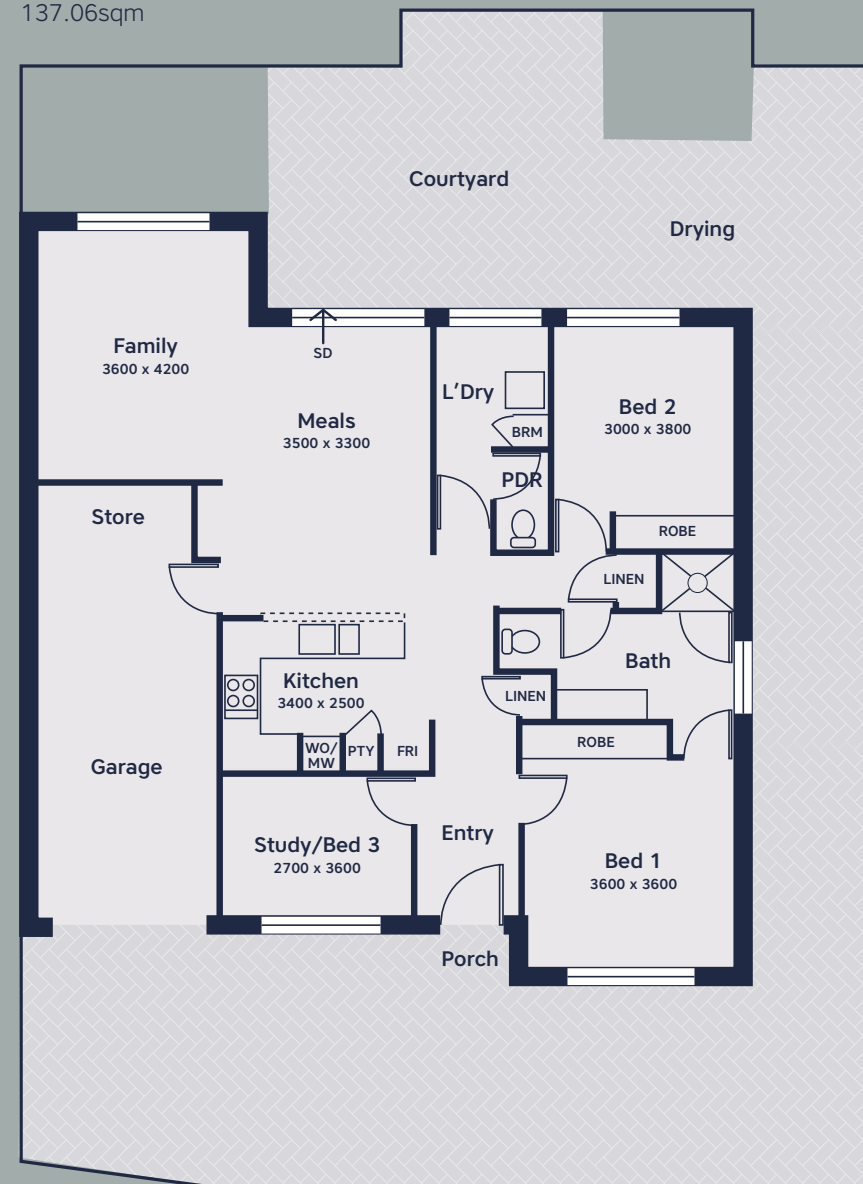 137.06sqm
Courtyard
Drying
Family
3600 x 4200
SD
Meals
3500 x 3300
L’Dry
BRM
Bed 2
3000 x 3800
PDR
Store
ROBE
LINEN
Bath
Kitchen
3400 x 2500
LINEN
WO/
MW
PTY
FRI
ROBE
Garage
Study/Bed 3
2700 x 3600
Entry
Bed 1
3600 x 3600
Porch